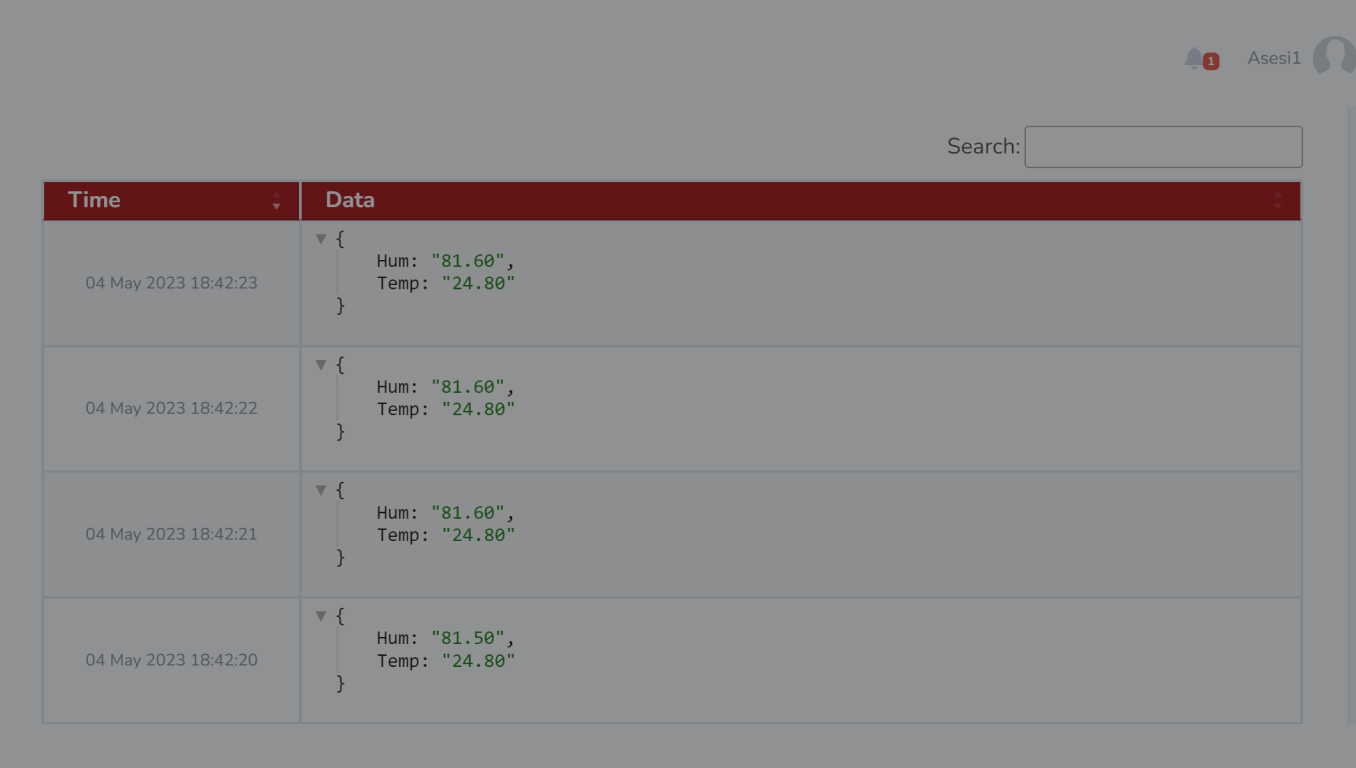 1 Asesi1
Search:
Time Data
04 May 2023 18:42:23
{
Hum: "81.60",
Temp: "24.80"
}
04 May 2023 18:42:22
{
Hum: "81.60",
Temp: "24.80"
}
04 May 2023 18:42:21
{
Hum: "81.60",
Temp: "24.80"
}
04 May 2023 18:42:20
{
Hum: "81.50",
Temp: "24.80"
}